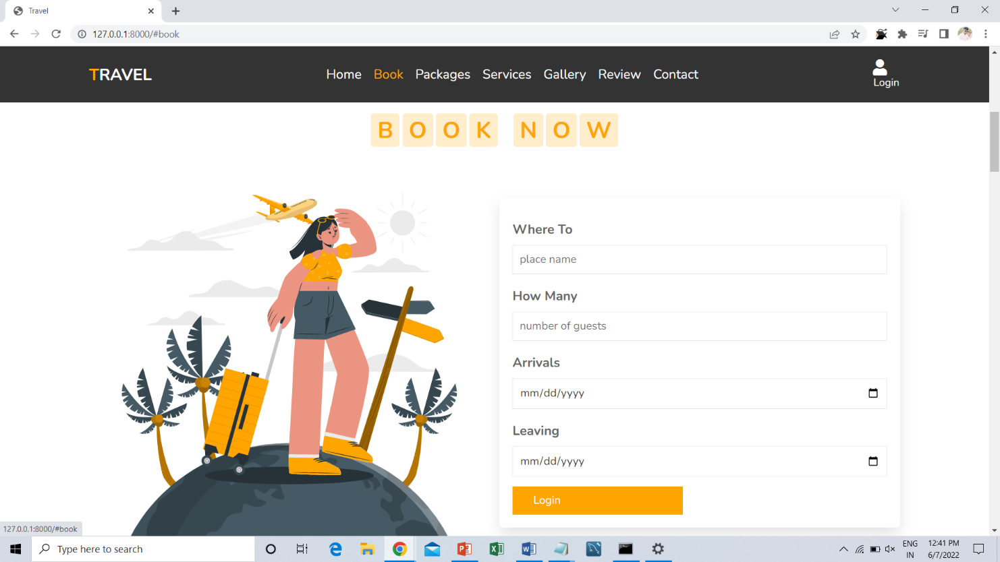 Travel
127.0.0.1:8000/#book
TRAVEL
Home Book Packages Services Gallery Review Contact
Login
BOOK NOW
Where To
place name
How Many
number of guests
Arrivals
mm/dd/yyyy
Leaving
mm/dd/yyyy
Login
127.0.0.1:8000/#book
Type here to search
ENG
IN
12:41 PM
6/7/2022